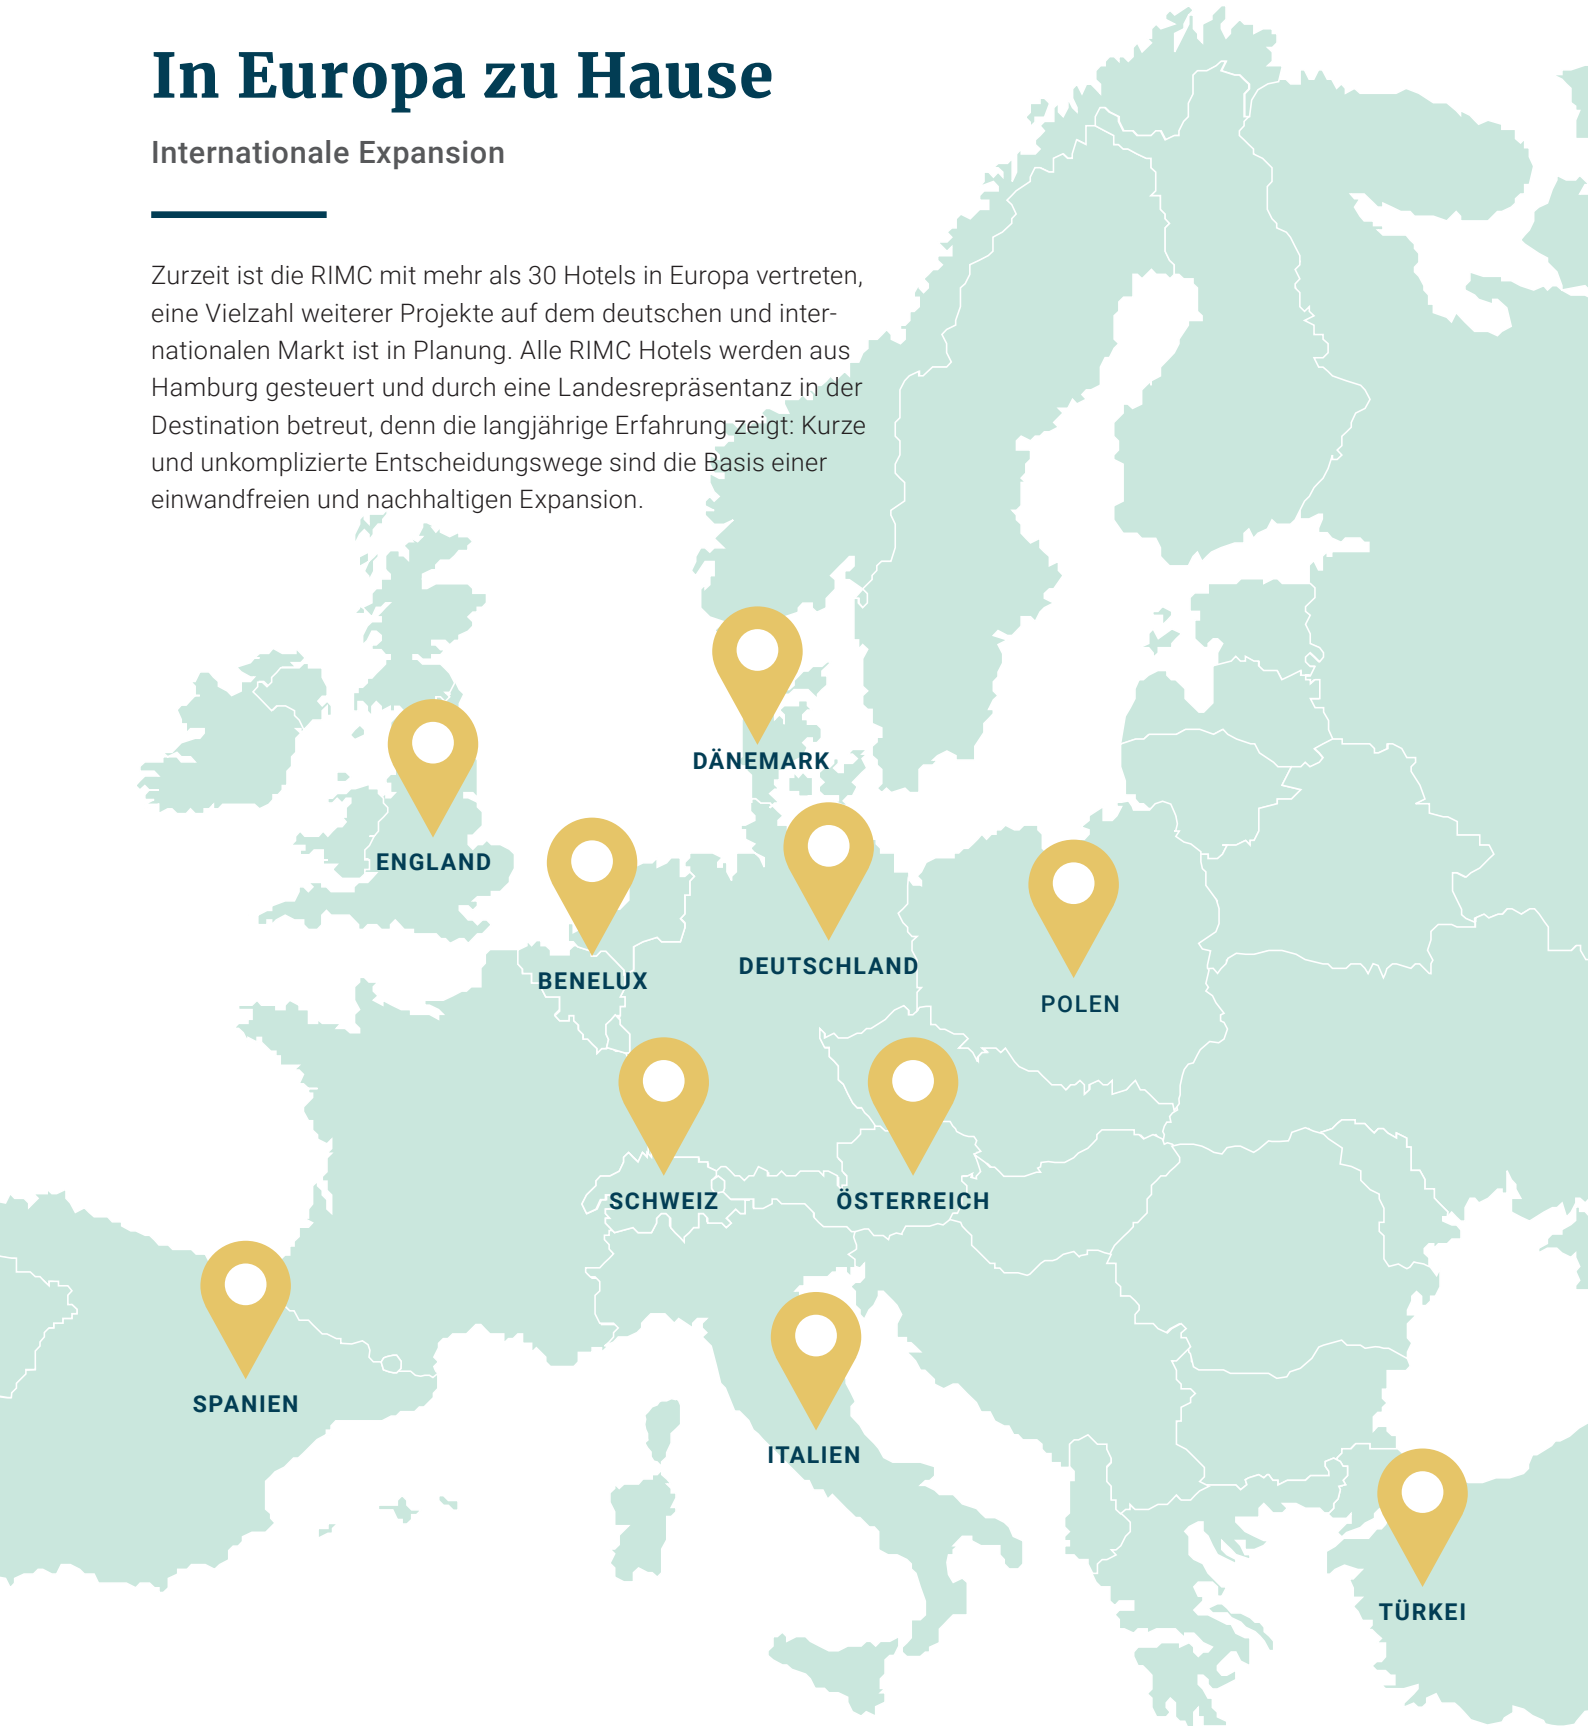 In Europa zu Hause
Internationale Expansion
Zurzeit ist die RIMC mit mehr als 30 Hotels in Europa vertreten,
eine Vielzahl weiterer Projekte auf dem deutschen und inter-
nationalen Markt ist in Planung. Alle RIMC Hotels werden aus
Hamburg gesteuert und durch eine Landesrepräsentanz in der
Destination betreut, denn die langjährige Erfahrung zeigt: Kurze
und unkomplizierte Entscheidungswege sind die Basis einer
einwandfreien und nachhaltigen Expansion.
DÄNEMARK
ENGLAND
BENELUX
DEUTSCHLAND
POLEN
SCHWEIZ
ÖSTERREICH
SPANIEN
ITALIEN
TÜRKEI